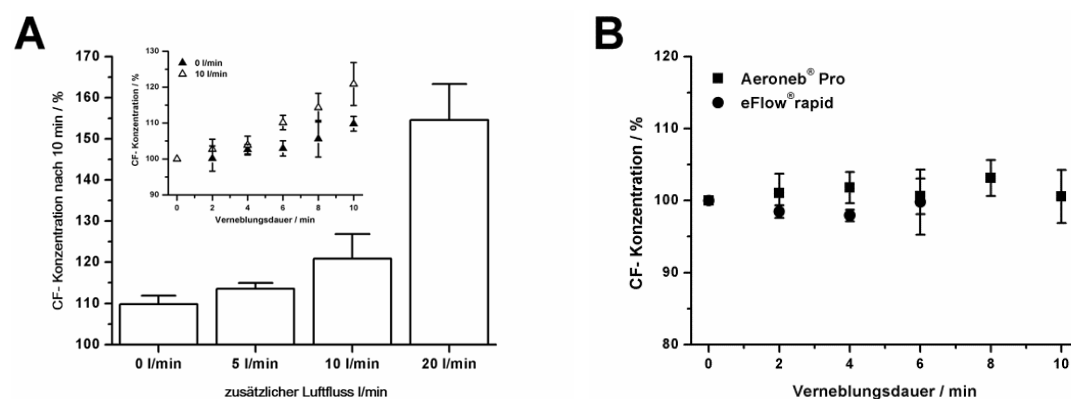 A
CF- Konzentration nach 10 min / %
170
160
150
140
130
120
110
100
0 l/min
5 l/min
10 l/min
20 l/min
zusätzlicher Luftfluss l/min
CF- Konzentration / %
130
120
110
100
90
▲ 0 l/min
△ 10 l/min
0 2 4 6 8 10
Verneblungsdauer / min
B
CF- Konzentration / %
120
100
80
■ Aeroneb® Pro
● eFlow®rapid
0 2 4 6 8 10
Verneblungsdauer / min